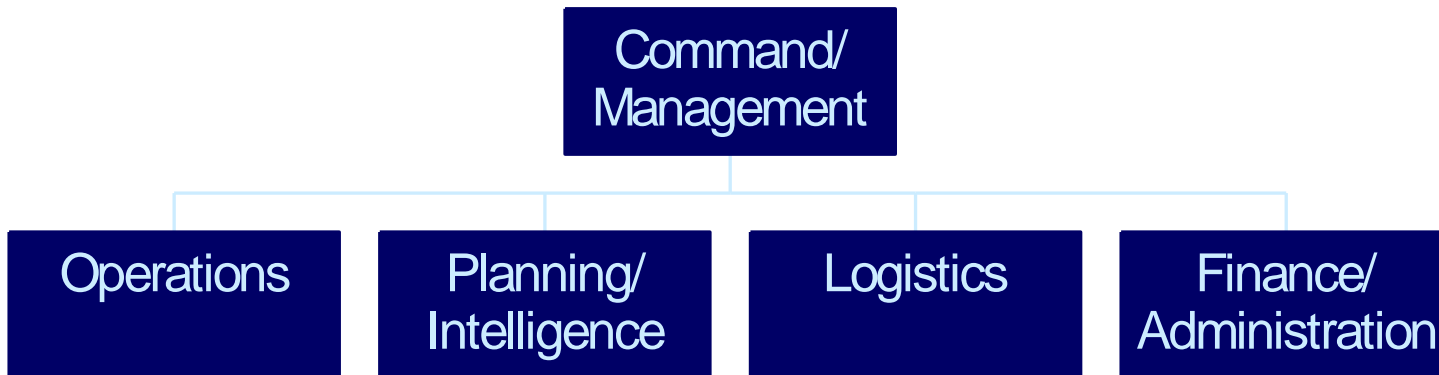 Command/
Management
Operations
Planning/
Intelligence
Logistics
Finance/
Administration